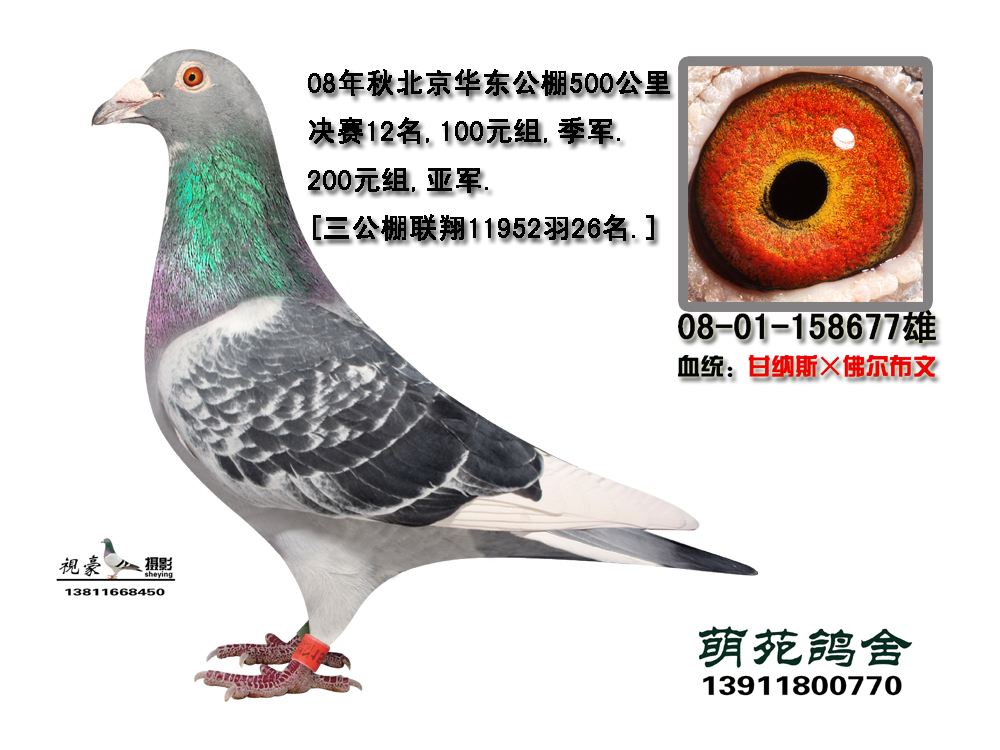 08年秋北京华东公棚500公里
决赛12名,100元组,季军.
200元组,亚军.
[三公棚联翔11952羽26名.]
08-01-158677雄
血统：甘纳斯×佛尔布文
視豪 摄影
sheying
13811668450
萌苑鸽舍
13911800770